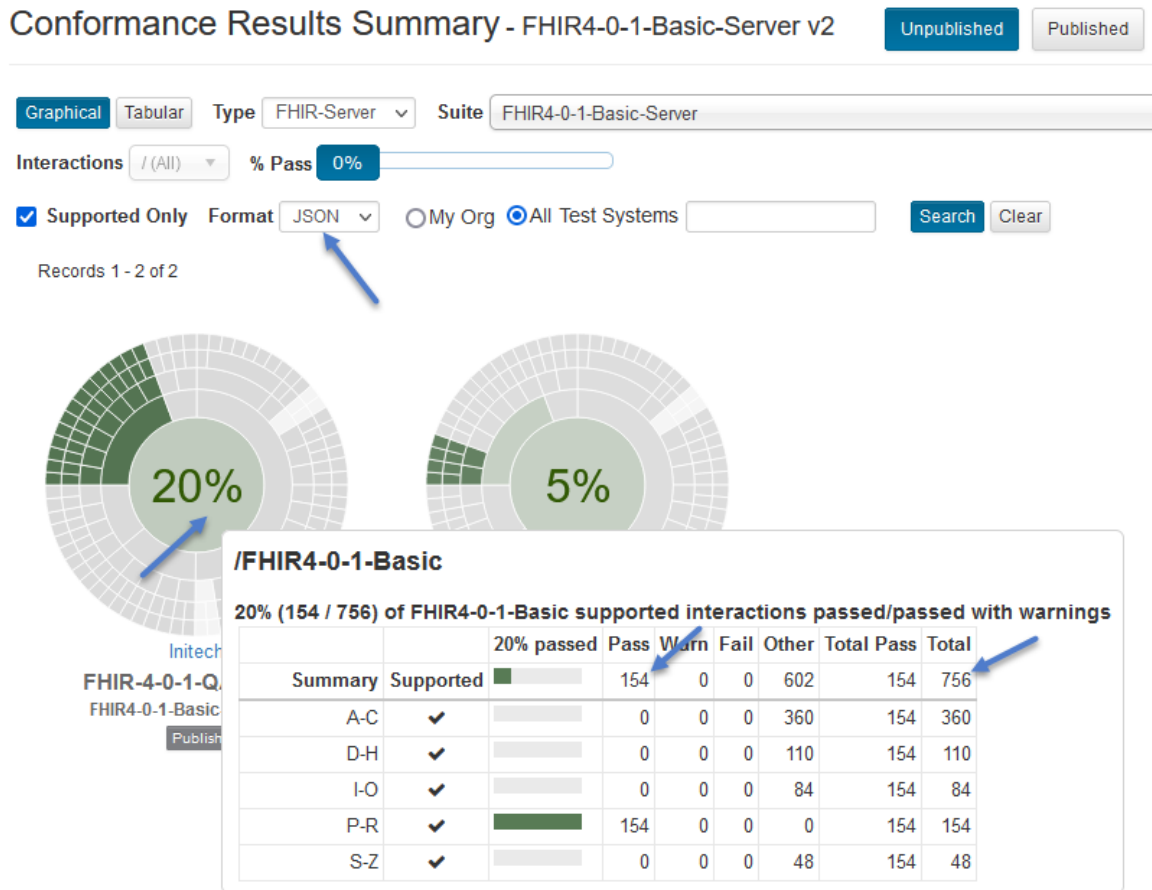 Conformance Results Summary - FHIR4-0-1-Basic-Server v2 Unpublished Published
Graphical Tabular Type FHIR-Server Suite FHIR4-0-1-Basic-Server
Interactions / (All) % Pass 0%
Supported Only Format JSON My Org All Test Systems Search Clear
Records 1 - 2 of 2
20% 5%
/FHIR4-0-1-Basic
20% (154 / 756) of FHIR4-0-1-Basic supported interactions passed/passed with warnings
20% passed Pass Warn Fail Other Total Pass Total
Summary Supported 154 0 0 602 154 756
A-C ✔ 0 0 0 360 154 360
D-H ✔ 0 0 0 110 154 110
I-O ✔ 0 0 0 84 154 84
P-R ✔ 154 0 0 0 154 154
S-Z ✔ 0 0 0 48 154 48
Initech
FHIR-4-0-1-Q
FHIR4-0-1-Basic
Publish